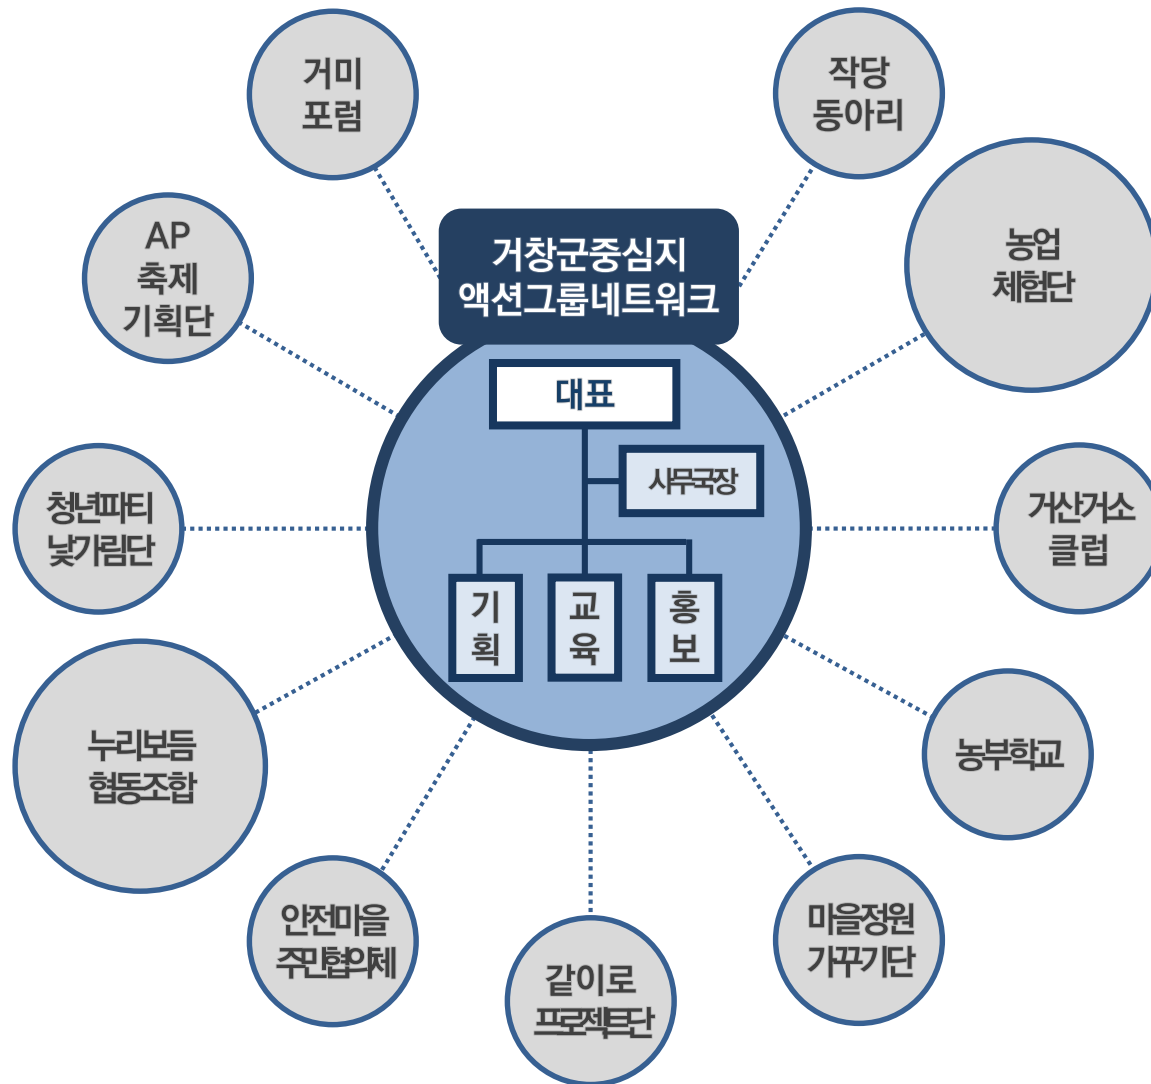 거미
포럼
작당
동아리
AP
축제
기획단
거창군중심지
액션그룹네트워크
농업
체험단
대표
사무국장
청년파티
낯가림단
거산거소
클럽
기획
교육
홍보
누리보듬
협동조합
농부학교
안전마을
주민협의체
같이로
프로젝트단
마을정원
가꾸기단